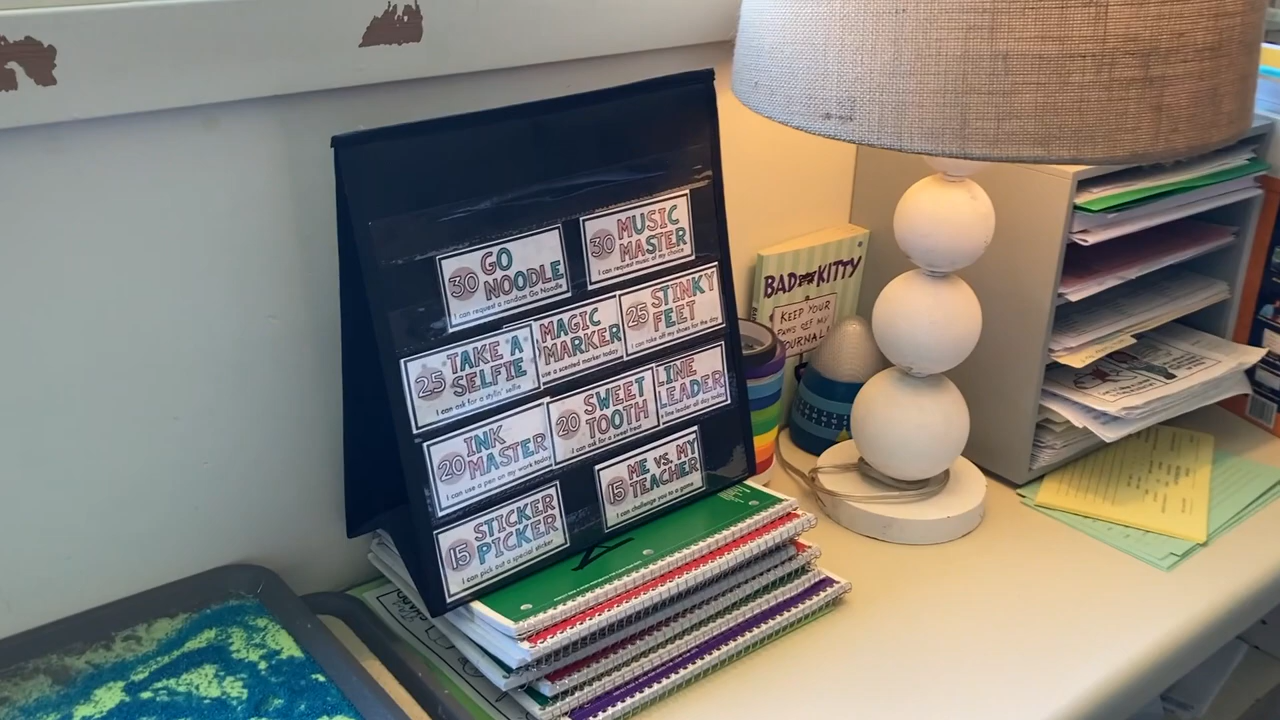 30 GO NOODLE
I can request a random Go Noodle
30 MUSIC MASTER
I can request music of my choice
25 TAKE A SELFIE
I can ask for a stylin' selfie
MAGIC MARKER
use a scented marker today
25 STINKY FEET
I can take off my shoes for the day
20 INK MASTER
I can use a pen on my work today
20 SWEET TOOTH
I can ask for a sweet treat
LINE LEADER
line leader all day today
15 STICKER PICKER
I can pick out a special sticker
15 ME VS. MY TEACHER
I can challenge you to a game
BAD KITTY
KEEP YOUR
PAWS OFF MY
JOURNAL!